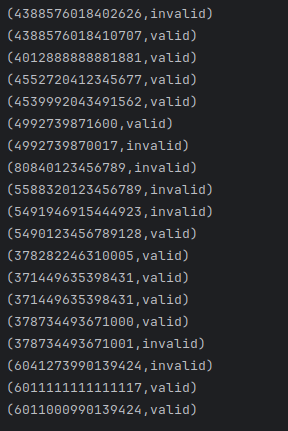 (4388576018402626,invalid)
(4388576018410707,valid)
(4012888888881881,valid)
(4552720412345677,valid)
(4539992043491562,valid)
(4992739871600,valid)
(4992739870017,invalid)
(80840123456789,invalid)
(5588320123456789,invalid)
(5491946915444923,invalid)
(5490123456789128,valid)
(378282246310005,valid)
(371449635398431,valid)
(371449635398431,valid)
(378734493671000,valid)
(378734493671001,invalid)
(6041273990139424,invalid)
(6011111111111117,valid)
(6011000990139424,valid)